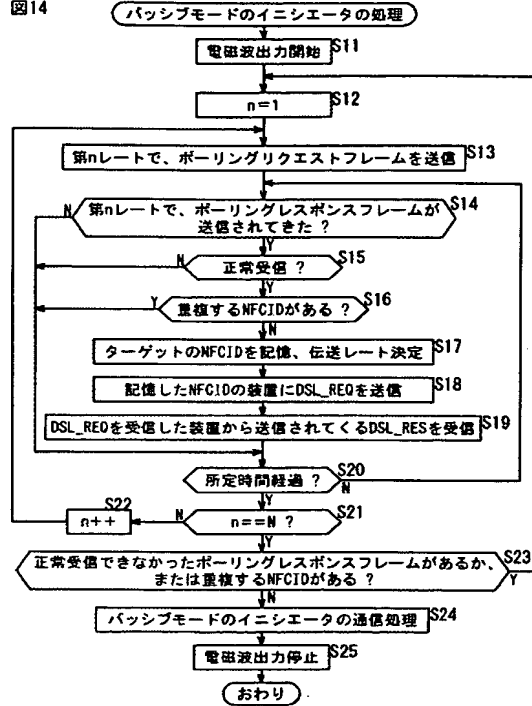 図14
パッシブモードのイニシエータの処理
電磁波出力開始 S11
n=1 S12
第nレートで、ポーリングリクエストフレームを送信 S13
第nレートで、ポーリングレスポンスフレームが
送信されてきた ? S14
N
Y
正常受信 ? S15
N
Y
重複するNFCIDがある ? S16
Y
N
ターゲットのNFCIDを記憶、伝送レート決定 S17
記憶したNFCIDの装置にDSL_REQを送信 S18
DSL_REQを受信した装置から送信されてくるDSL_RESを受信 S19
所定時間経過 ? S20
N
Y
n==N ? S21
N
n++ S22
Y
正常受信できなかったポーリングレスポンスフレームがあるか、
または重複するNFCIDがある ? S23
Y
N
パッシブモードのイニシエータの通信処理 S24
電磁波出力停止 S25
おわり